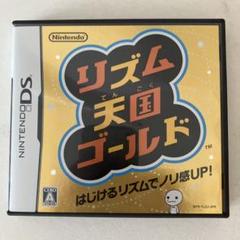 Nintendo
NINTENDO DS
リズム
てんごく
天国
ゴールド
TM
はじけるリズムでノリ感UP!
CERO
A